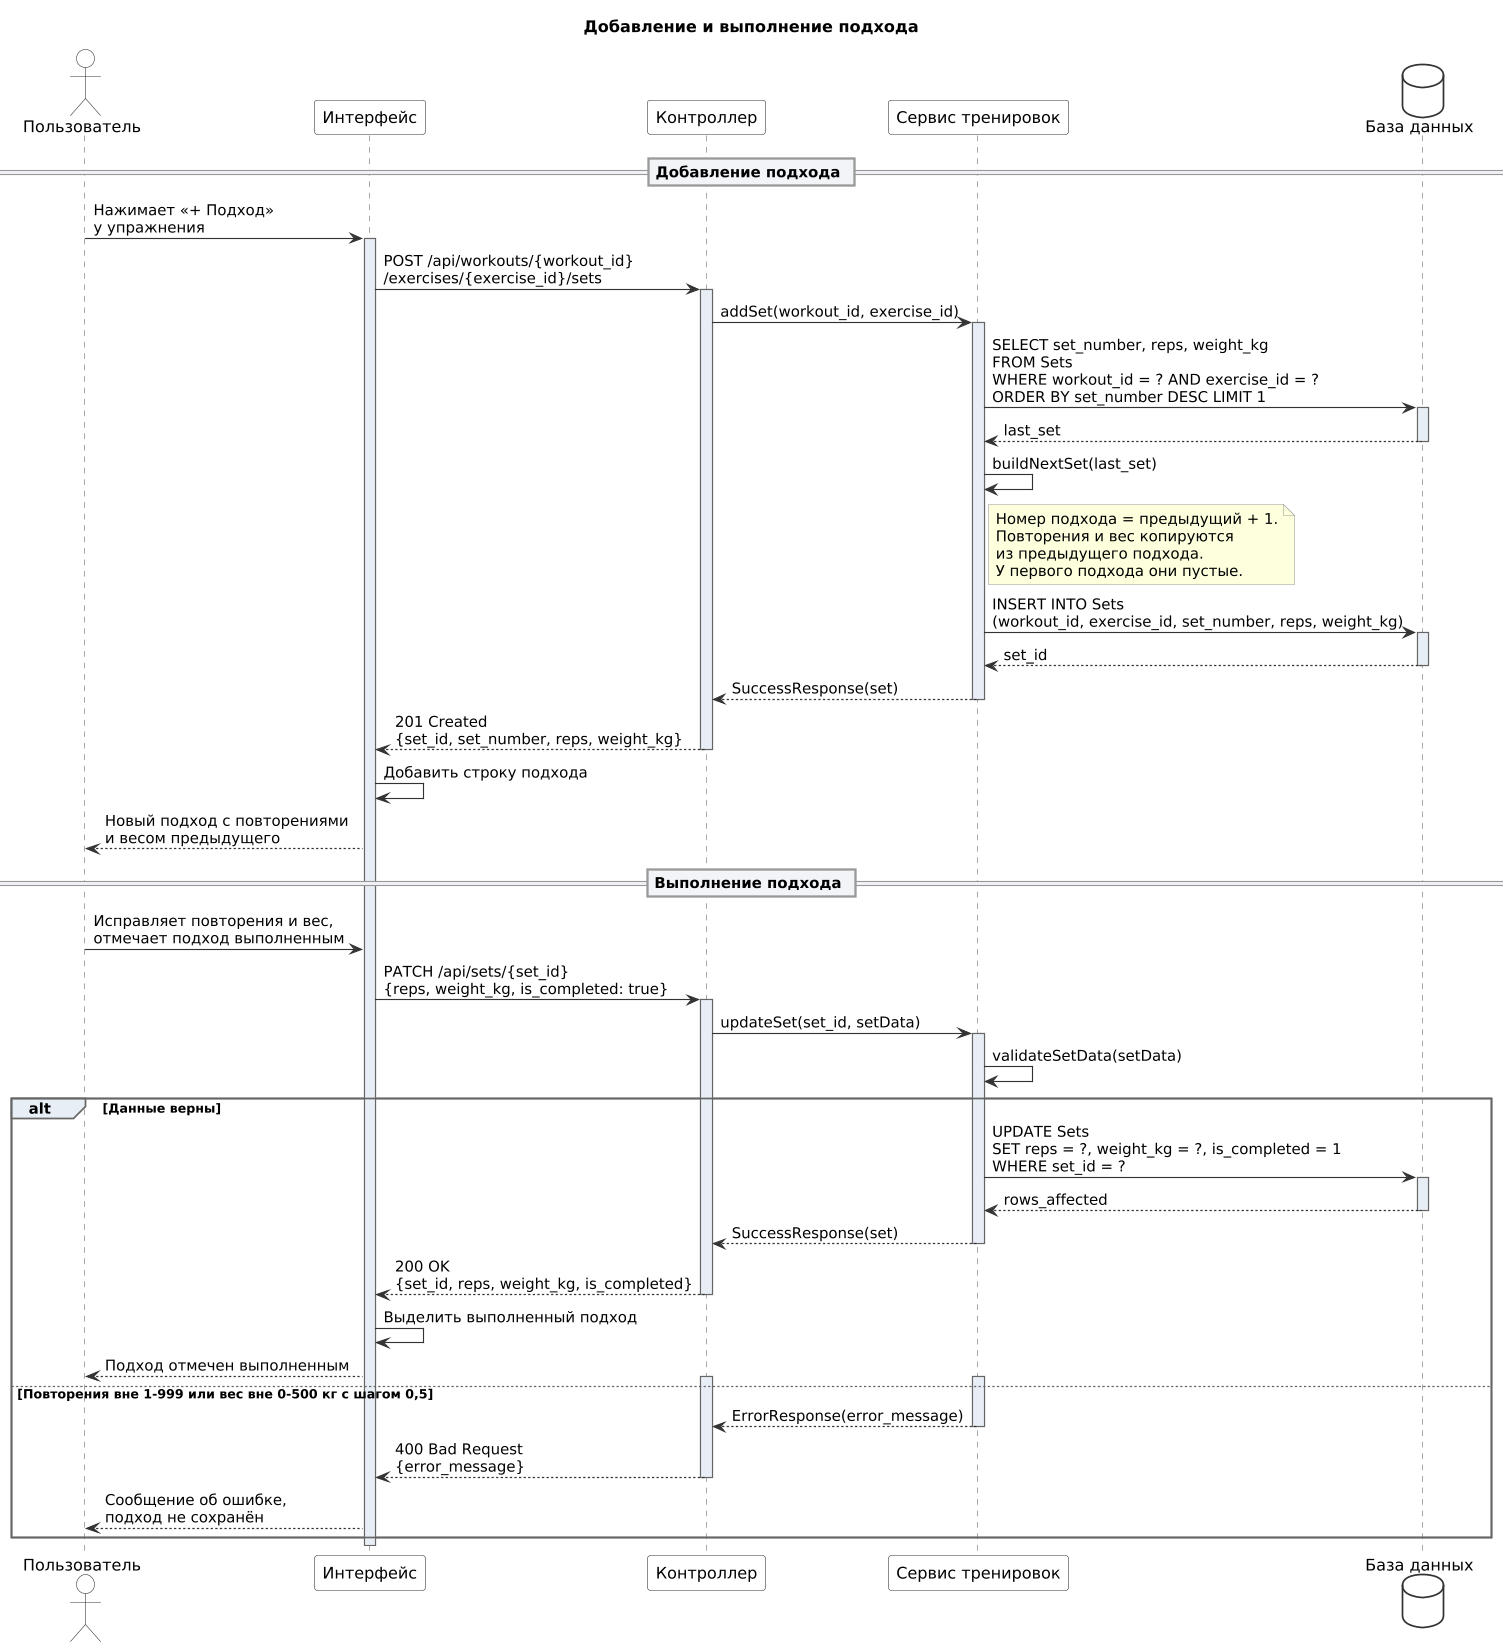 Добавление и выполнение подхода
Пользователь
Интерфейс
Контроллер
Сервис тренировок
База данных
Добавление подхода
Нажимает «+ Подход»
у упражнения
POST /api/workouts/{workout_id}
/exercises/{exercise_id}/sets
addSet(workout_id, exercise_id)
SELECT set_number, reps, weight_kg
FROM Sets
WHERE workout_id = ? AND exercise_id = ?
ORDER BY set_number DESC LIMIT 1
last_set
buildNextSet(last_set)
Номер подхода = предыдущий + 1.
Повторения и вес копируются
из предыдущего подхода.
У первого подхода они пустые.
INSERT INTO Sets
(workout_id, exercise_id, set_number, reps, weight_kg)
set_id
SuccessResponse(set)
201 Created
{set_id, set_number, reps, weight_kg}
Добавить строку подхода
Новый подход с повторениями
и весом предыдущего
Выполнение подхода
Исправляет повторения и вес,
отмечает подход выполненным
PATCH /api/sets/{set_id}
{reps, weight_kg, is_completed: true}
updateSet(set_id, setData)
validateSetData(setData)
alt
[Данные верны]
UPDATE Sets
SET reps = ?, weight_kg = ?, is_completed = 1
WHERE set_id = ?
rows_affected
SuccessResponse(set)
200 OK
{set_id, reps, weight_kg, is_completed}
Выделить выполненный подход
Подход отмечен выполненным
[Повторения вне 1-999 или вес вне 0-500 кг с шагом 0,5]
ErrorResponse(error_message)
400 Bad Request
{error_message}
Сообщение об ошибке,
подход не сохранён
Пользователь
Интерфейс
Контроллер
Сервис тренировок
База данных